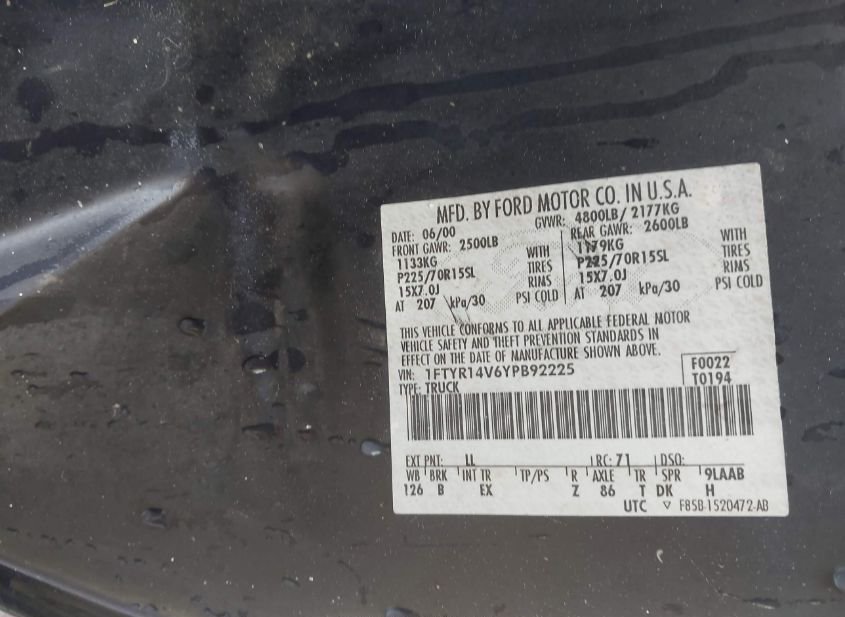 MFD. BY FORD MOTOR CO. IN U.S.A.
DATE: 06/00 GVWR: 4800LB/ 2177KG
FRONT GAWR: 2500LB REAR GAWR: 2600LB
1133KG WITH 1179KG WITH
P225/70R15SL TIRES P225/70R15SL TIRES
15X7.0J RIMS 15X7.0J RIMS
AT 207 kPa/30 PSI COLD AT 207 kPa/30 PSI COLD
THIS VEHICLE CONFORMS TO ALL APPLICABLE FEDERAL MOTOR
VEHICLE SAFETY AND THEFT PREVENTION STANDARDS IN
EFFECT ON THE DATE OF MANUFACTURE SHOWN ABOVE.
VIN: 1FTYR14V6YPB92225 F0022
TYPE: TRUCK T0194
EXT PNT: LL RC: 71 DSO:
WB BRK INT TR TP/PS R AXLE TR SPR 9LAAB
126 B EX Z 86 T DK H
UTC ▽ F85B-1520472-AB